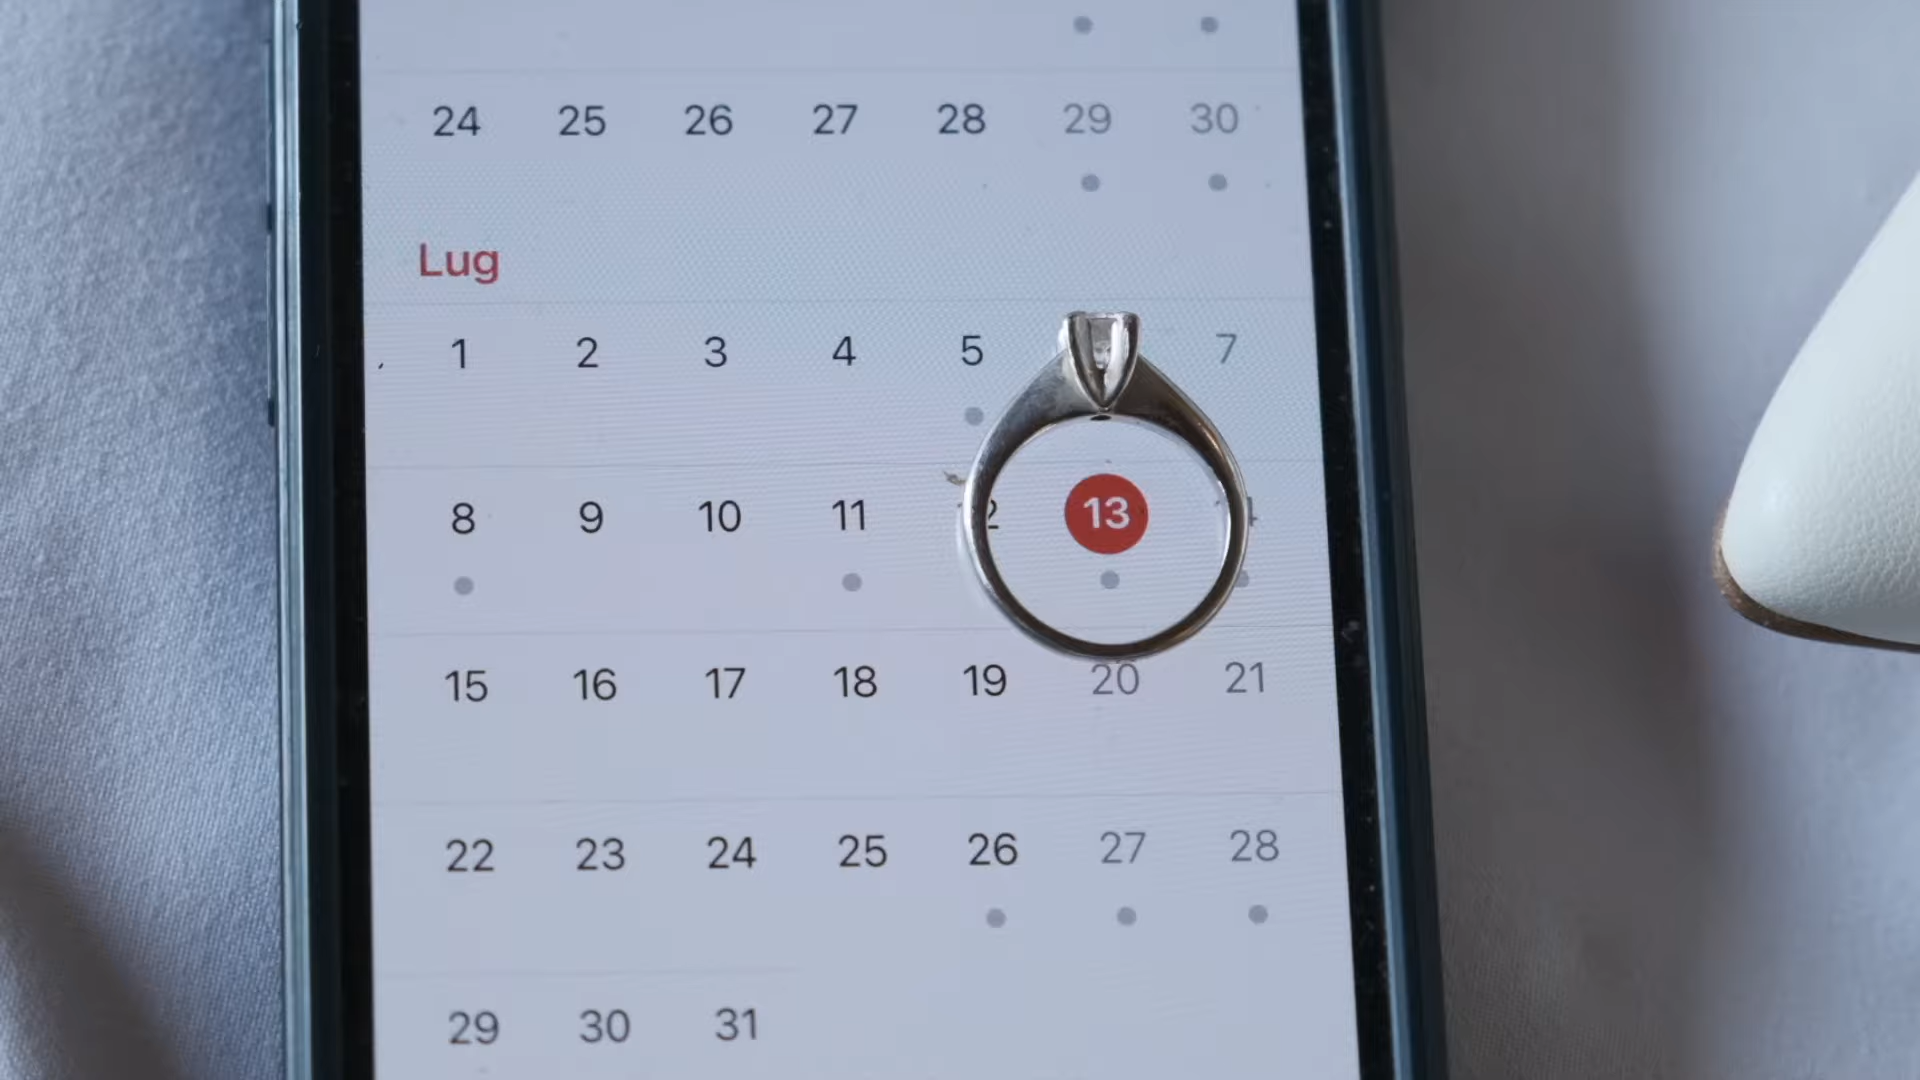 24 25 26 27 28 29 30
Lug
1 2 3 4 5 7
8 9 10 11 13
15 16 17 18 19 20 21
22 23 24 25 26 27 28
29 30 31